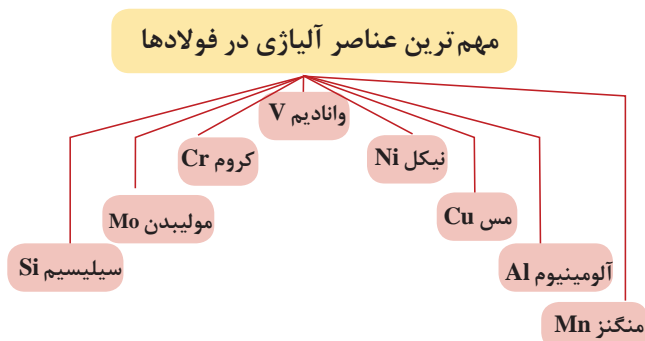 مهم‌ترین عناصر آلیاژی در فولادها
وانادیم V
نیکل Ni
کروم Cr
مس Cu
مولیبدن Mo
آلومینیوم Al
سیلیسیم Si
منگنز Mn